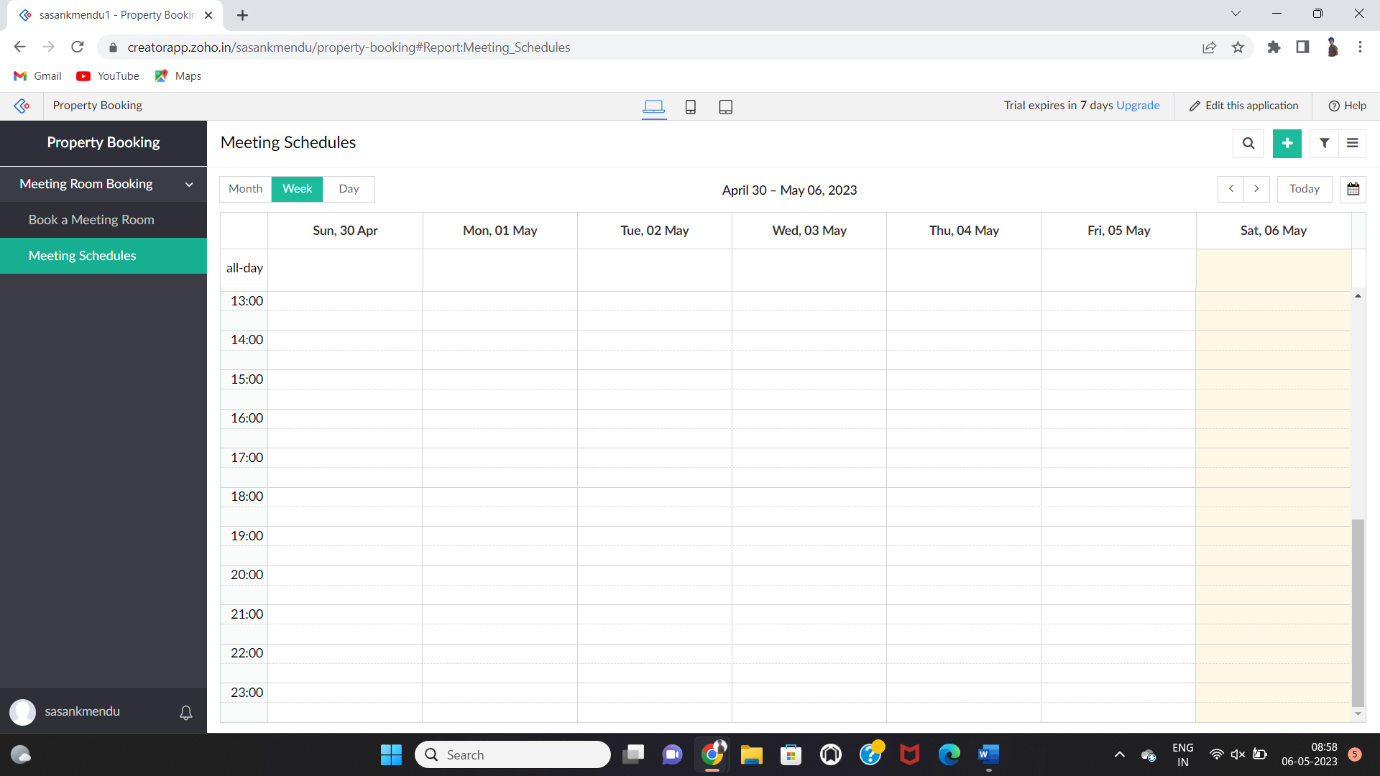 sasankmendu1 - Property Bookin
creatorapp.zoho.in/sasankmendu/property-booking#Report:Meeting_Schedules
Gmail YouTube Maps
Property Booking Trial expires in 7 days Upgrade Edit this application Help
Property Booking
Meeting Room Booking
Book a Meeting Room
Meeting Schedules
sasankmendu
Meeting Schedules
Month Week Day April 30 – May 06, 2023 Today
Sun, 30 Apr Mon, 01 May Tue, 02 May Wed, 03 May Thu, 04 May Fri, 05 May Sat, 06 May
all-day
13:00
14:00
15:00
16:00
17:00
18:00
19:00
20:00
21:00
22:00
23:00
Search
ENG
IN
08:58
06-05-2023
5